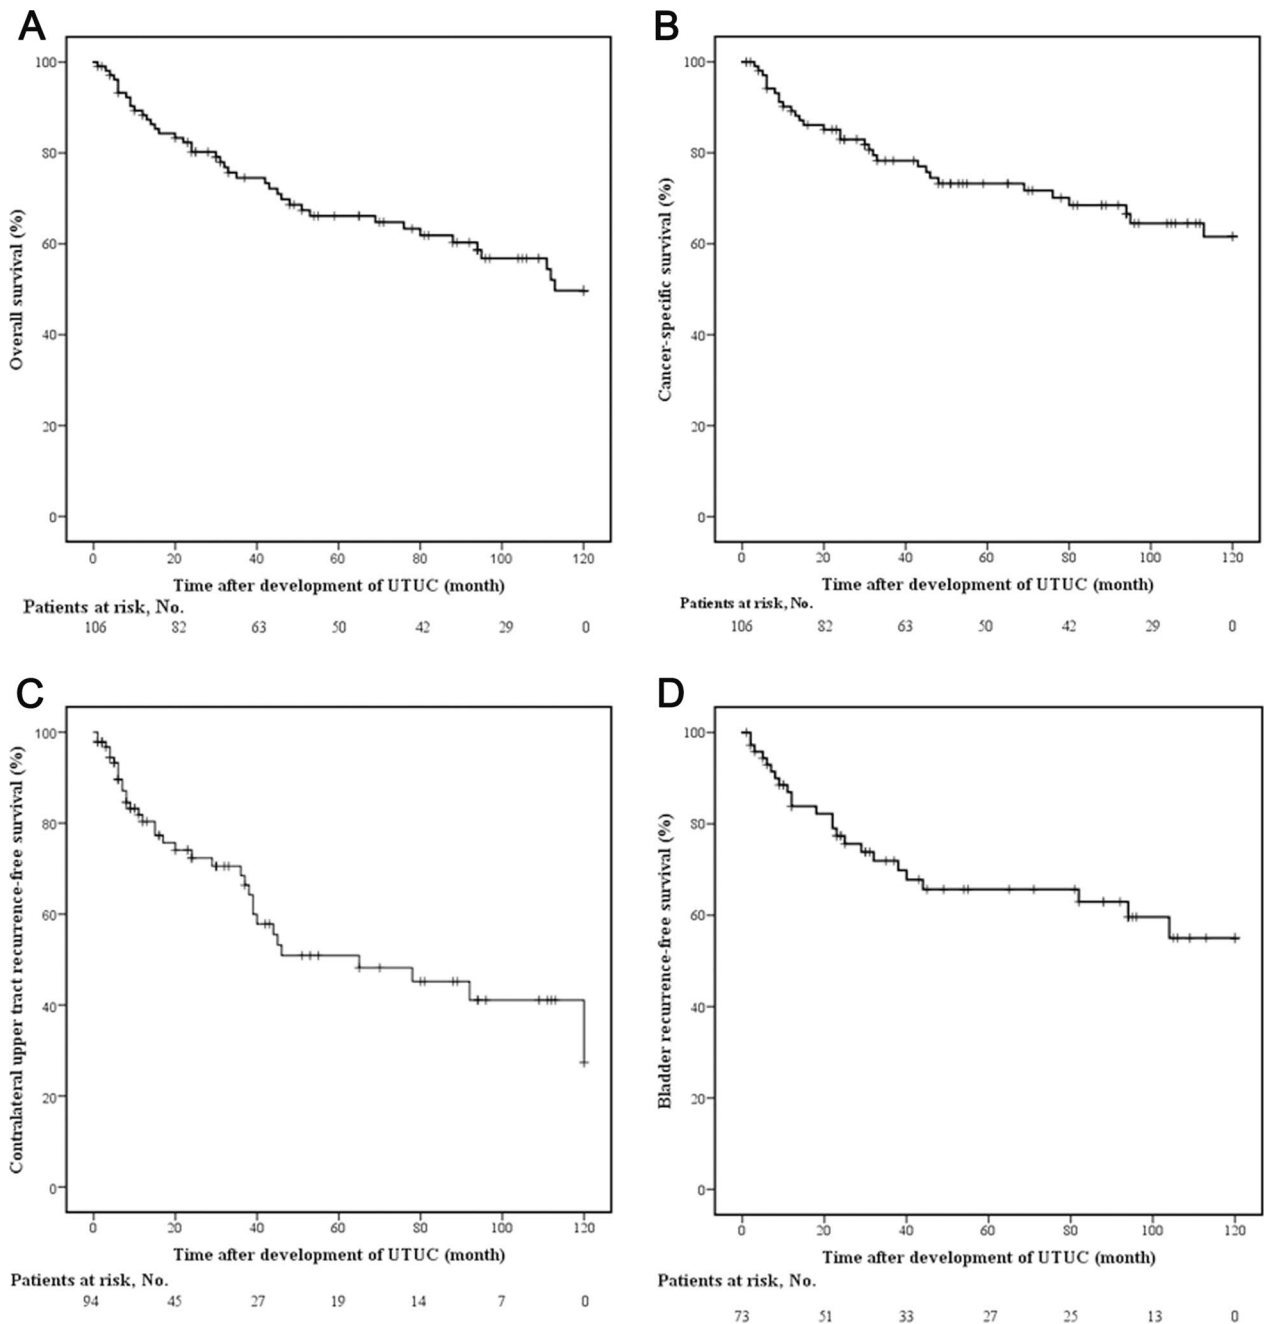 A
Overall survival (%)
100
80
60
40
20
0
0 20 40 60 80 100 120
Time after development of UTUC (month)
Patients at risk, No.
106 82 63 50 42 29 0
B
Cancer-specific survival (%)
100
80
60
40
20
0
0 20 40 60 80 100 120
Time after development of UTUC (month)
Patients at risk, No.
106 82 63 50 42 29 0
C
Contralateral upper tract recurrence-free survival (%)
100
80
60
40
20
0
0 20 40 60 80 100 120
Time after development of UTUC (month)
Patients at risk, No.
94 45 27 19 14 7 0
D
Bladder recurrence-free survival (%)
100
80
60
40
20
0
0 20 40 60 80 100 120
Time after development of UTUC (month)
Patients at risk, No.
73 51 33 27 25 13 0